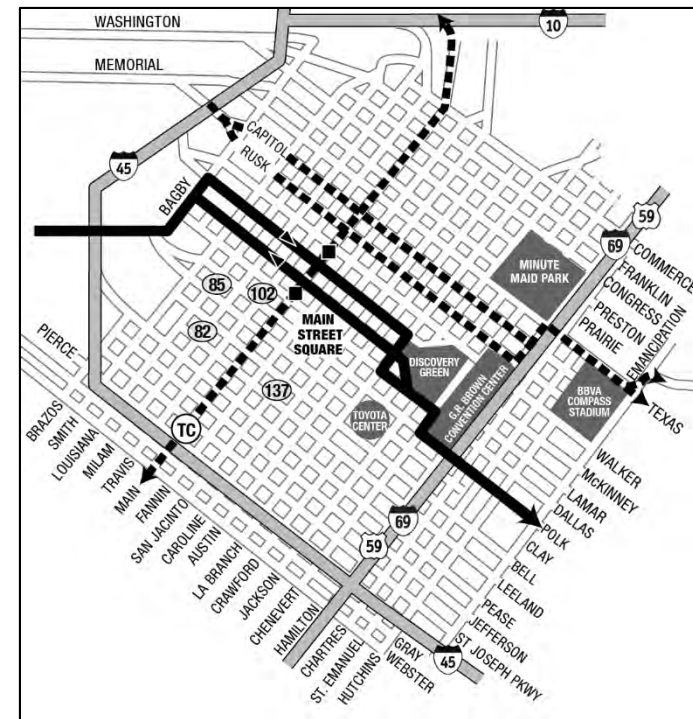 WASHINGTON
10
MEMORIAL
45
CAPITOL
RUSK
BAGBY
59
69
COMMERCE
FRANKLIN
CONGRESS
PRESTON
PRAIRIE
EMANCIPATION
TEXAS
MINUTE
MAID PARK
85
102
82
137
MAIN
STREET
SQUARE
DISCOVERY
GREEN
G.R. BROWN
CONVENTION CENTER
BBVA
COMPASS
STADIUM
TOYOTA
CENTER
TC
PIERCE
BRAZOS
SMITH
LOUISIANA
MILAM
TRAVIS
MAIN
FANNIN
SAN JACINTO
CAROLINE
AUSTIN
LA BRANCH
CRAWFORD
JACKSON
CHENEVERT
HAMILTON
CHARTRES
ST. EMANUEL
HUTCHINS
69
59
WALKER
McKINNEY
LAMAR
DALLAS
POLK
CLAY
BELL
LEELAND
PEASE
JEFFERSON
ST JOSEPH PKWY
GRAY
WEBSTER
45